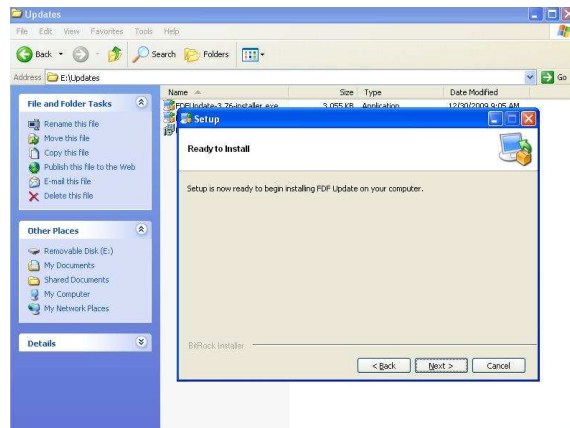 Updates
File Edit View Favorites Tools Help
Back Search Folders
Address E:\Updates Go
Name Size Type Date Modified
FDFUpdate-3.76-installer.exe 3,055 KB Application 12/30/2009 9:05 AM
File and Folder Tasks
Rename this file
Move this file
Copy this file
Publish this file to the Web
E-mail this file
Delete this file
Other Places
Removable Disk (E:)
My Documents
Shared Documents
My Computer
My Network Places
Details
Setup
Ready to Install
Setup is now ready to begin installing FDF Update on your computer.
BitRock Installer
< Back Next > Cancel